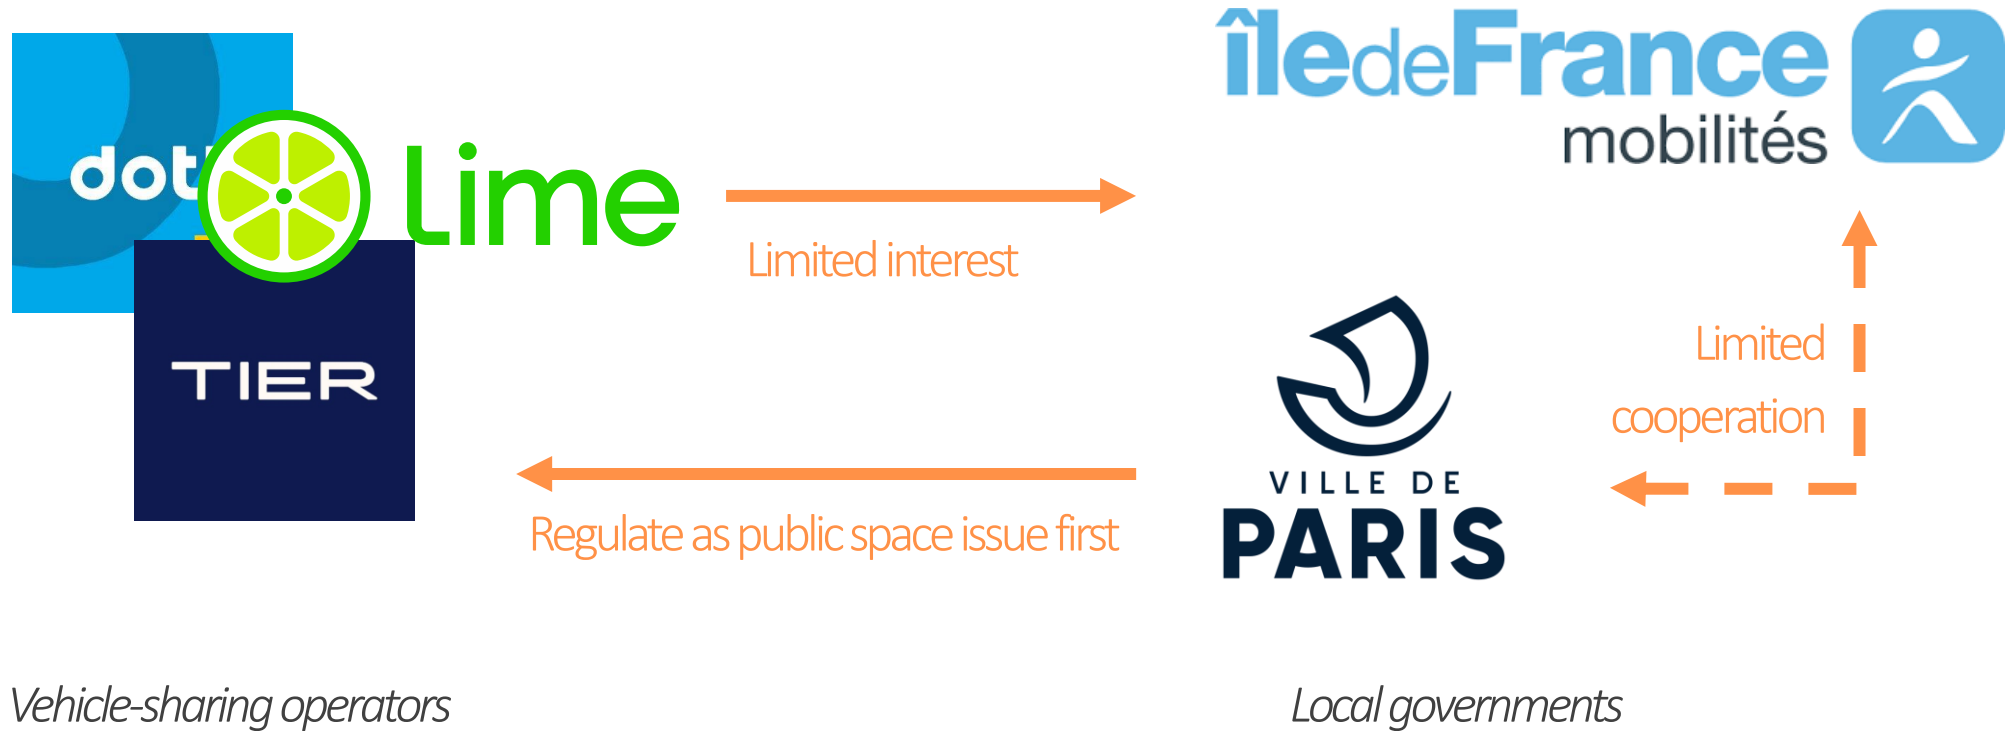 îledeFrance
mobilités
dott
Lime
Limited interest
TIER
Limited
cooperation
VILLE DE
PARIS
Regulate as public space issue first
Vehicle-sharing operators
Local governments